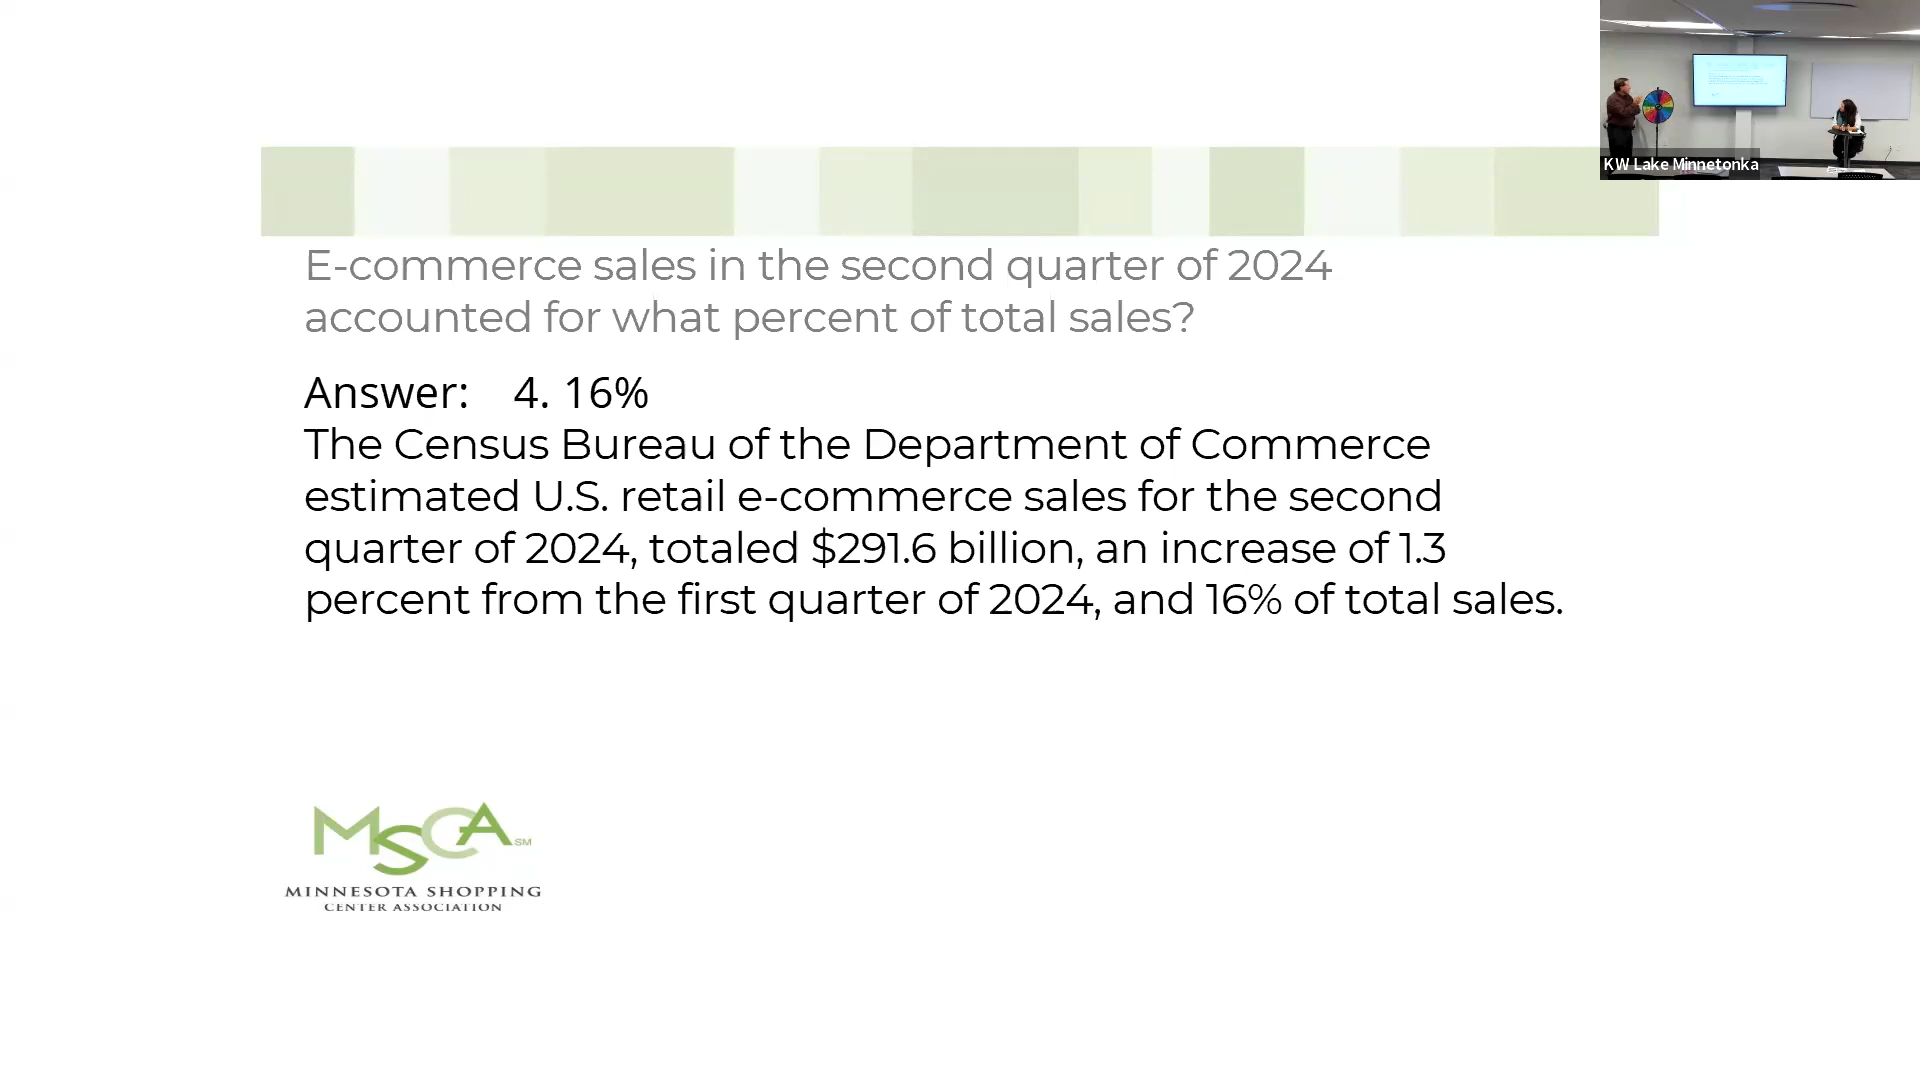 KW Lake Minnetonka
E-commerce sales in the second quarter of 2024
accounted for what percent of total sales?
Answer: 4. 16%
The Census Bureau of the Department of Commerce
estimated U.S. retail e-commerce sales for the second
quarter of 2024, totaled $291.6 billion, an increase of 1.3
percent from the first quarter of 2024, and 16% of total sales.
MSCA SM
MINNESOTA SHOPPING
CENTER ASSOCIATION